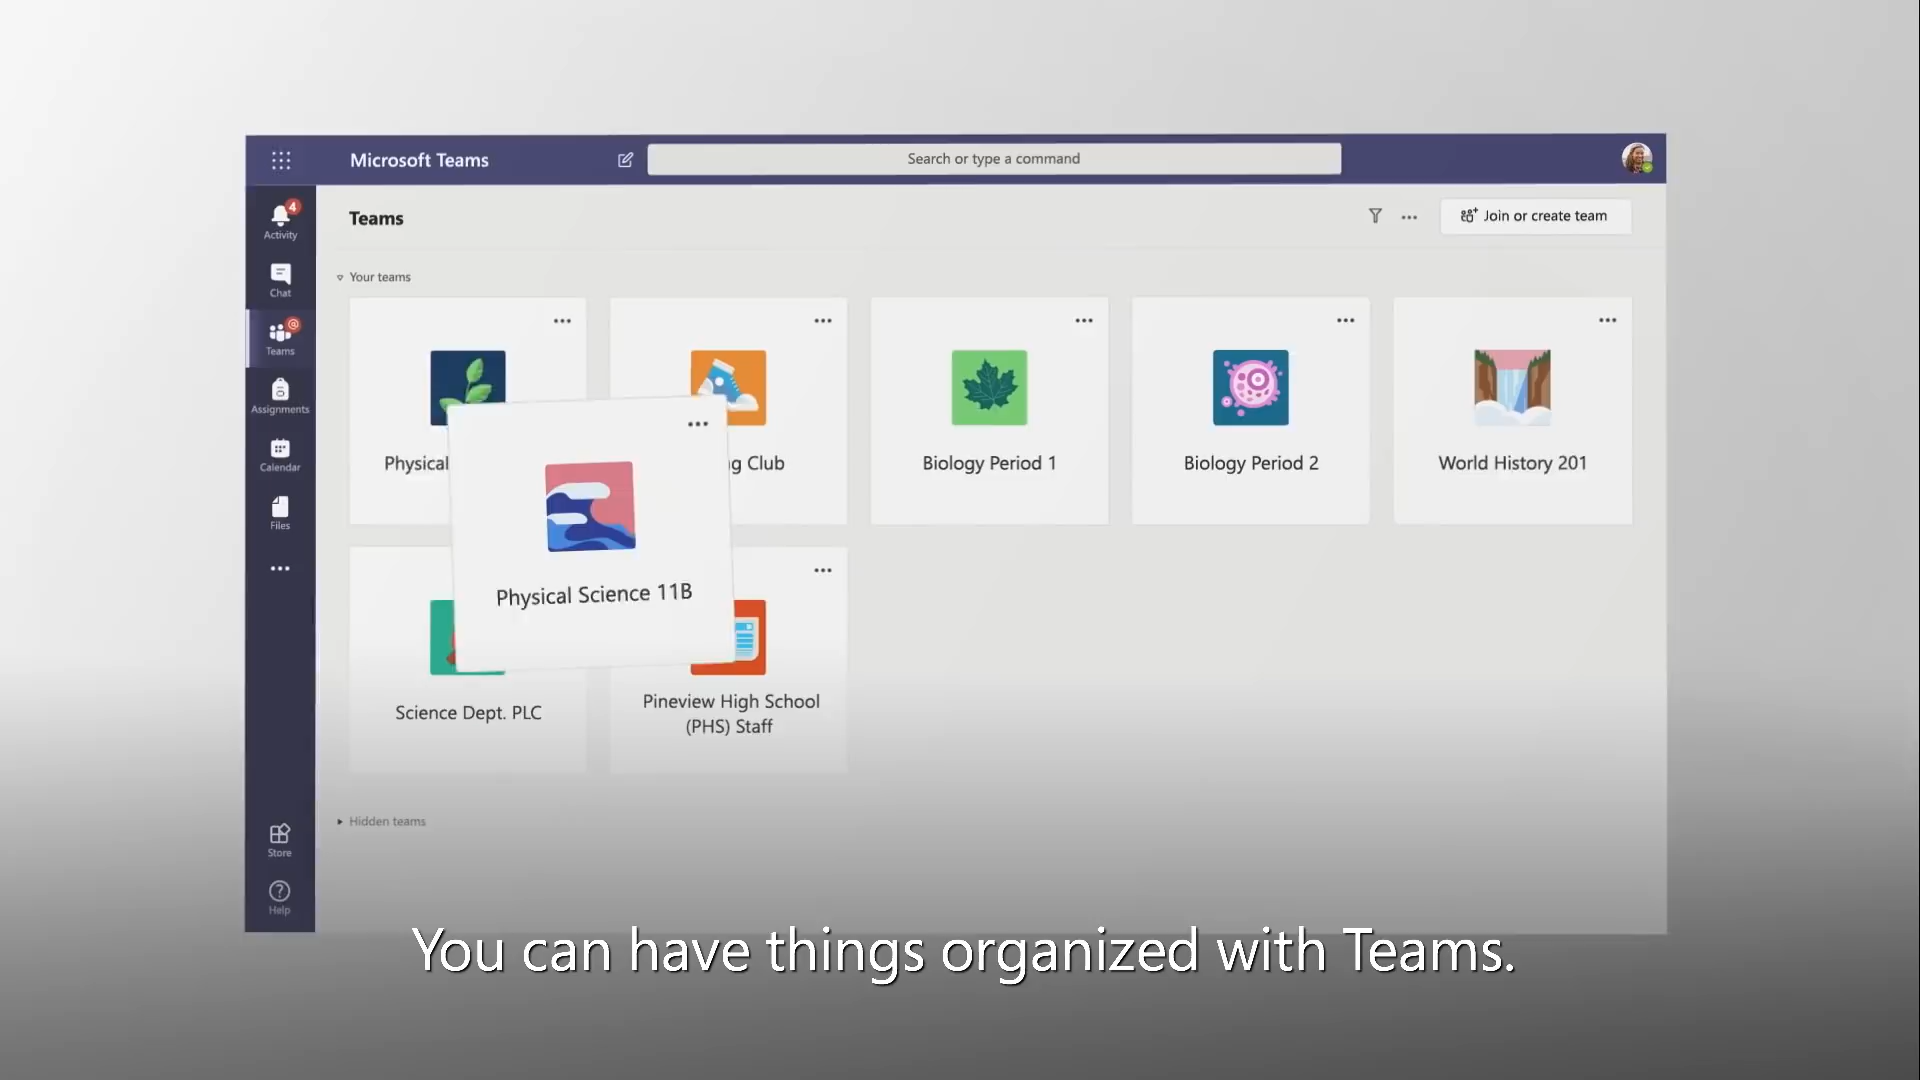 Microsoft Teams
Search or type a command
4
Activity
Chat
Teams
Assignments
Calendar
Files
Store
Help
Teams
Join or create team
Your teams
Physical
g Club
Biology Period 1
Biology Period 2
World History 201
Physical Science 11B
Science Dept. PLC
Pineview High School
(PHS) Staff
Hidden teams
You can have things organized with Teams.